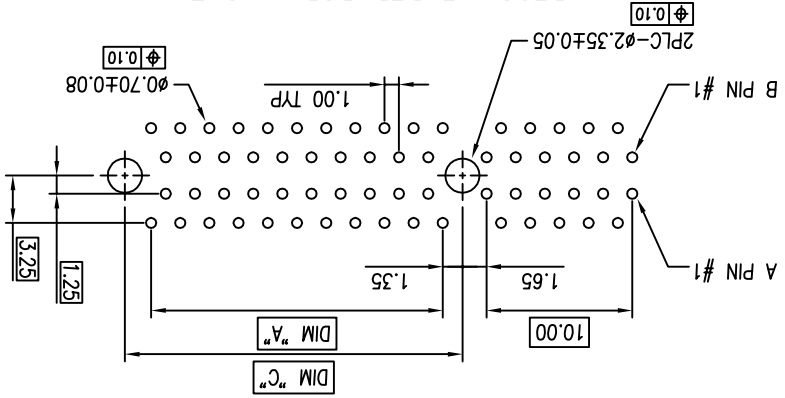 DIM "C"
DIM "A"
10.00
1.65
1.35
A PIN #1
1.25
3.25
B PIN #1
1.00 TYP
ø0.70±0.08
⌖ 0.10
2PLC-ø2.35±0.05
⌖ 0.10